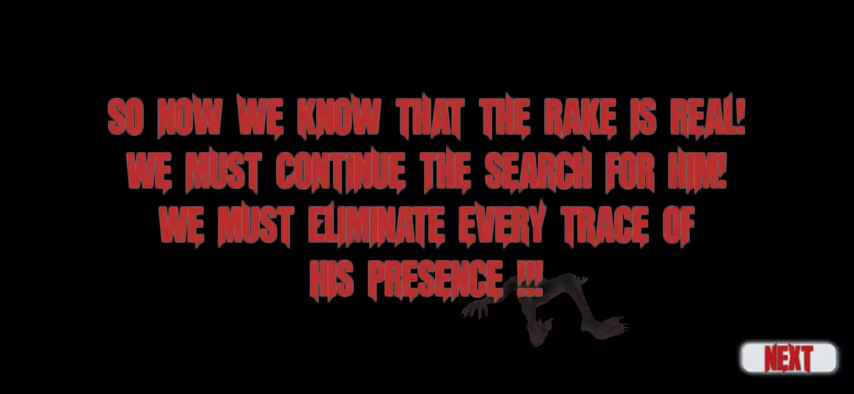 SO NOW WE KNOW THAT THE RAKE IS REAL!
WE MUST CONTINUE THE SEARCH FOR HIM!
WE MUST ELIMINATE EVERY TRACE OF
HIS PRESENCE !!!
NEXT